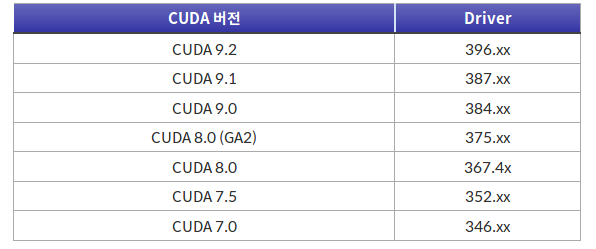 CUDA 버전 Driver
CUDA 9.2 396.xx
CUDA 9.1 387.xx
CUDA 9.0 384.xx
CUDA 8.0 (GA2) 375.xx
CUDA 8.0 367.4x
CUDA 7.5 352.xx
CUDA 7.0 346.xx